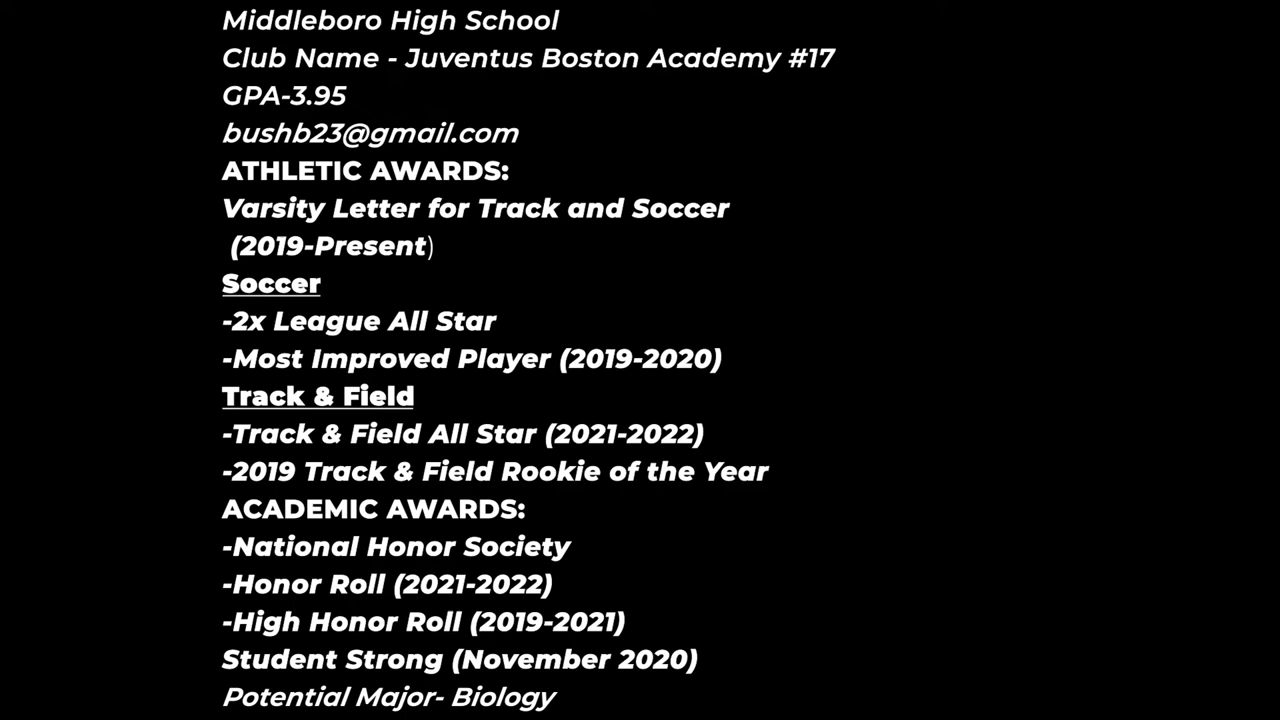 Middleboro High School
Club Name - Juventus Boston Academy #17
GPA-3.95
bushb23@gmail.com
ATHLETIC AWARDS:
Varsity Letter for Track and Soccer
(2019-Present)
Soccer
-2x League All Star
-Most Improved Player (2019-2020)
Track & Field
-Track & Field All Star (2021-2022)
-2019 Track & Field Rookie of the Year
ACADEMIC AWARDS:
-National Honor Society
-Honor Roll (2021-2022)
-High Honor Roll (2019-2021)
Student Strong (November 2020)
Potential Major- Biology